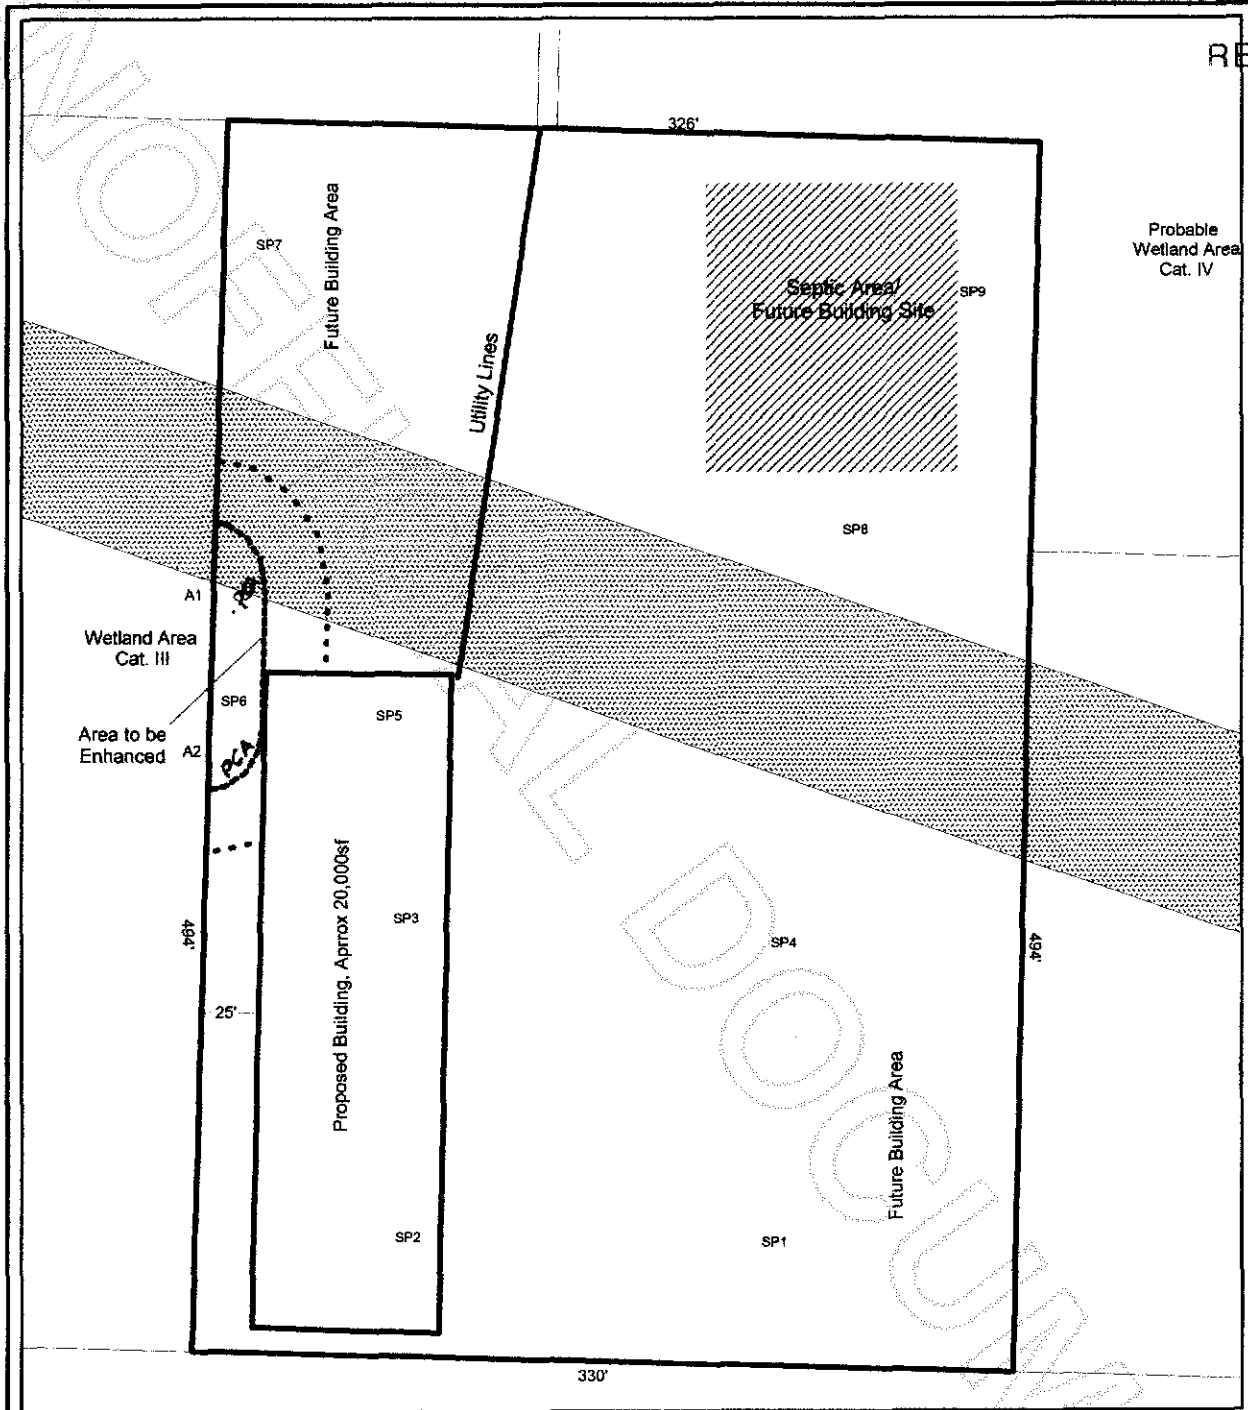 RE
326'
Future Building Area
SP7
Probable
Wetland Area
Cat. IV
Septic Area/
Future Building Site
SP9
Utility Lines
SP8
A1
Wetland Area
Cat. III
SP6
SP5
Area to be
Enhanced
A2
PCA
Proposed Building, Aprrox 20,000sf
SP3
SP4
494'
494'
25'
Future Building Area
SP2
SP1
330'
UNOFFICIAL DOCUM